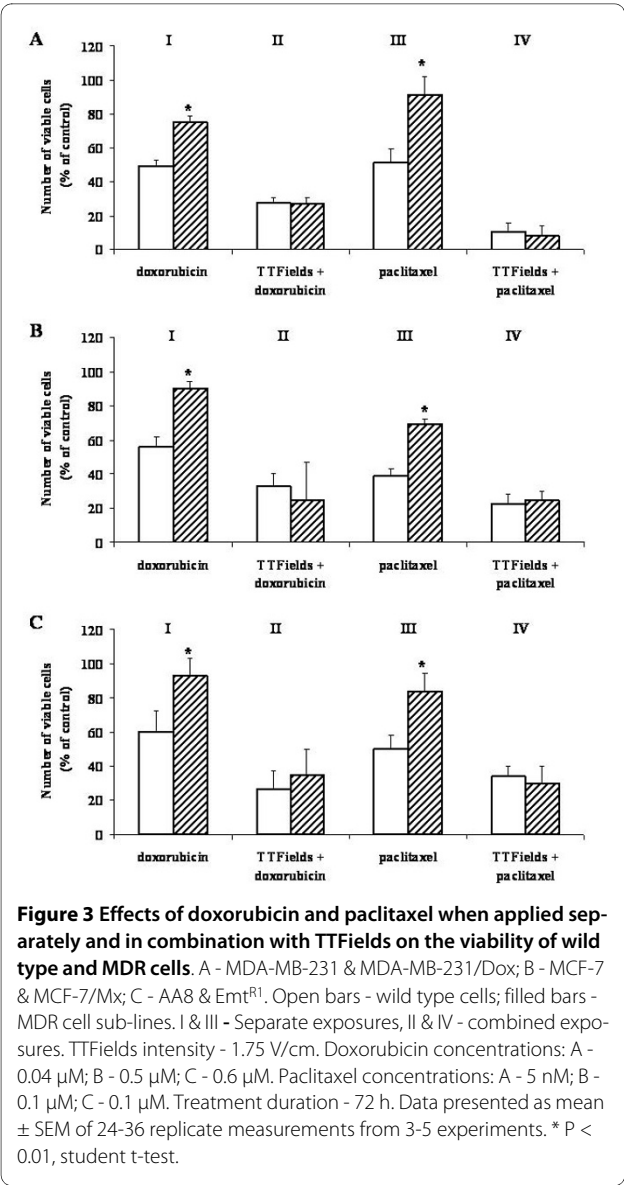 A
I II III IV
Number of viable cells
(% of control)
120
100
80
60
40
20
0
* *
doxorubicin TTFields + doxorubicin paclitaxel TTFields + paclitaxel
B
I II III IV
Number of viable cells
(% of control)
120
100
80
60
40
20
0
* *
doxorubicin TTFields + doxorubicin paclitaxel TTFields + paclitaxel
C
I II III IV
Number of viable cells
(% of control)
120
100
80
60
40
20
0
* *
doxorubicin TTFields + doxorubicin paclitaxel TTFields + paclitaxel
Figure 3 Effects of doxorubicin and paclitaxel when applied sep-
arately and in combination with TTFields on the viability of wild
type and MDR cells. A - MDA-MB-231 & MDA-MB-231/Dox; B - MCF-7
& MCF-7/Mx; C - AA8 & Emtᴿ¹. Open bars - wild type cells; filled bars -
MDR cell sub-lines. I & III - Separate exposures, II & IV - combined expo-
sures. TTFields intensity - 1.75 V/cm. Doxorubicin concentrations: A -
0.04 μM; B - 0.5 μM; C - 0.6 μM. Paclitaxel concentrations: A - 5 nM; B -
0.1 μM; C - 0.1 μM. Treatment duration - 72 h. Data presented as mean
± SEM of 24-36 replicate measurements from 3-5 experiments. * P <
0.01, student t-test.